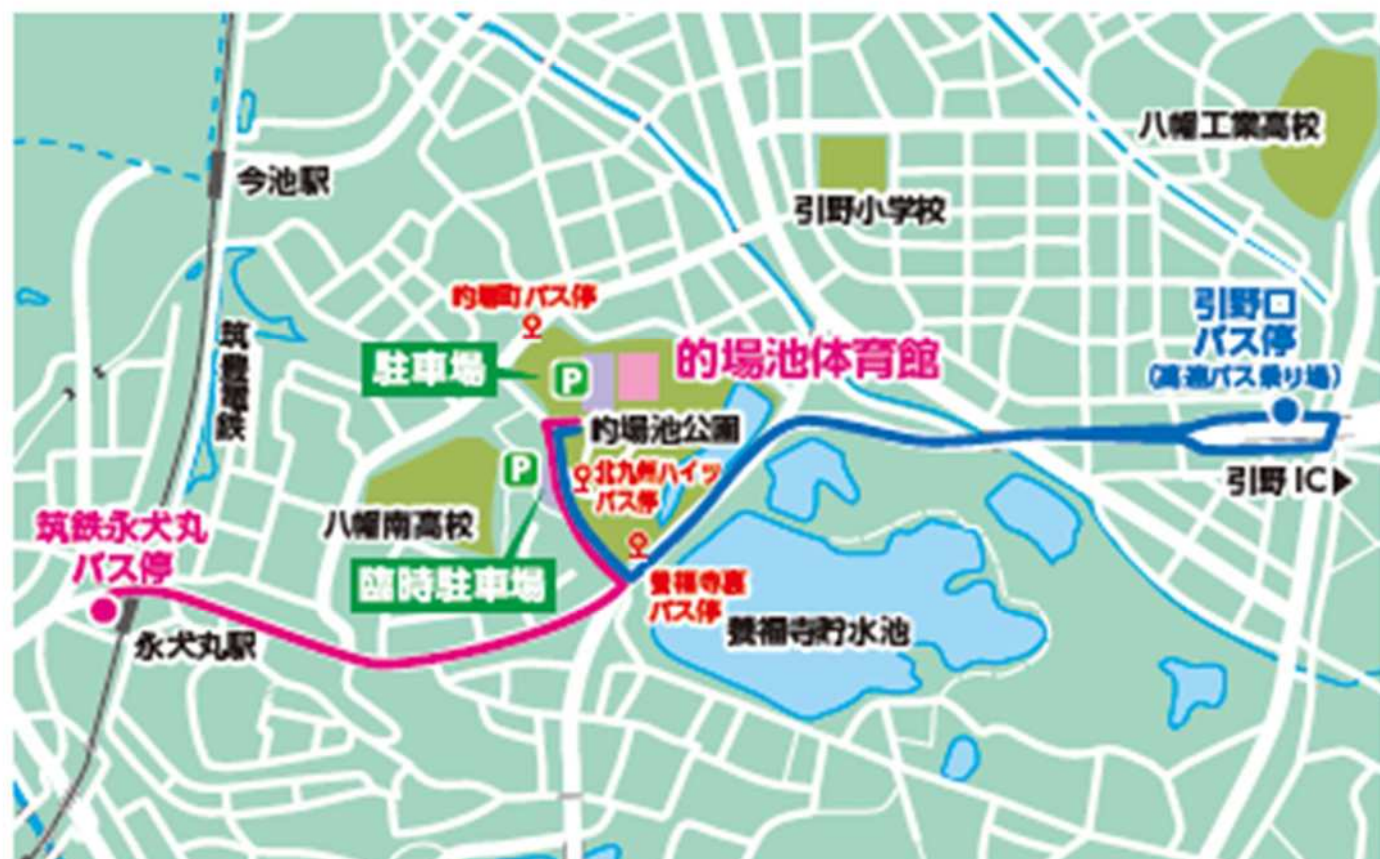 八幡工業高校
今池駅
引野小学校
的場町バス停
引野口
バス停
(高速バス乗り場)
筑豊電鉄
駐車場
P
的場池体育館
的場池公園
P
北九州ハイツ
バス停
引野IC▶
筑鉄永犬丸
バス停
八幡南高校
臨時駐車場
養福寺裏
バス停
養福寺貯水池
永犬丸駅